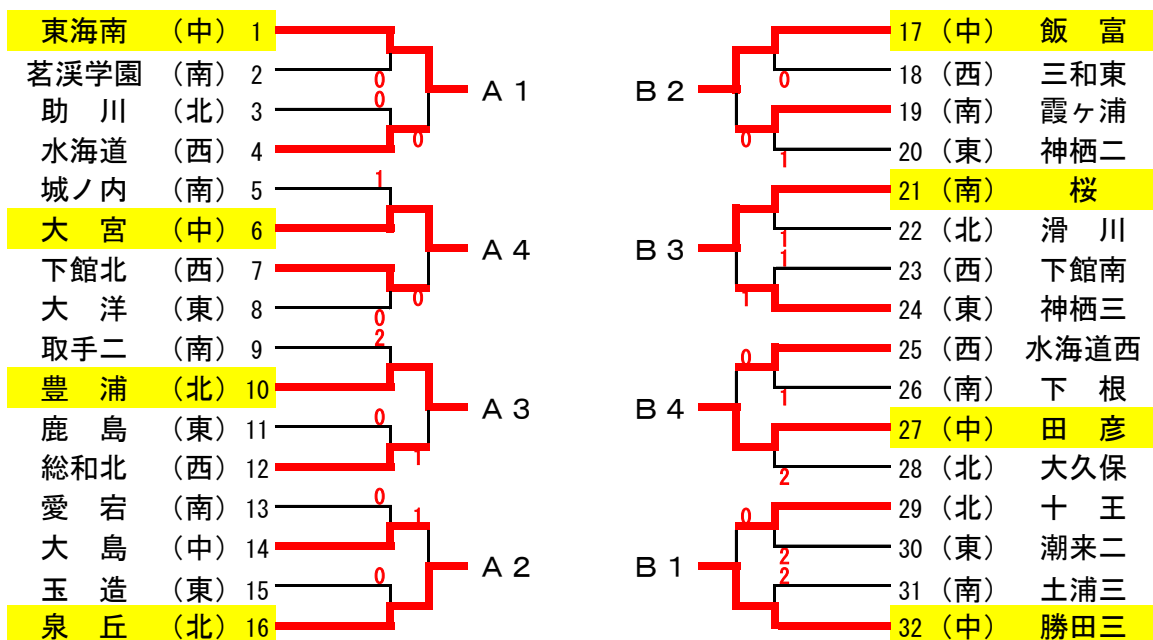 東海南 （中） 1
茗溪学園 （南） 2
0
0
助　川 （北） 3
水海道 （西） 4
0
A 1
城ノ内 （南） 5
1
大　宮 （中） 6
下館北 （西） 7
0
A 4
大　洋 （東） 8
0
2
取手二 （南） 9
豊　浦 （北） 10
A 3
鹿　島 （東） 11
0
総和北 （西） 12
1
愛　宕 （南） 13
0
1
大　島 （中） 14
A 2
玉　造 （東） 15
0
泉　丘 （北） 16
17 （中） 飯　富
18 （西） 三和東
0
B 2
19 （南） 霞ヶ浦
0
20 （東） 神栖二
1
21 （南） 桜
22 （北） 滑　川
1
B 3
1
23 （西） 下館南
1
24 （東） 神栖三
25 （西） 水海道西
0
26 （南） 下　根
1
B 4
27 （中） 田　彦
28 （北） 大久保
2
29 （北） 十　王
0
30 （東） 潮来二
2
B 1
2
31 （南） 土浦三
32 （中） 勝田三